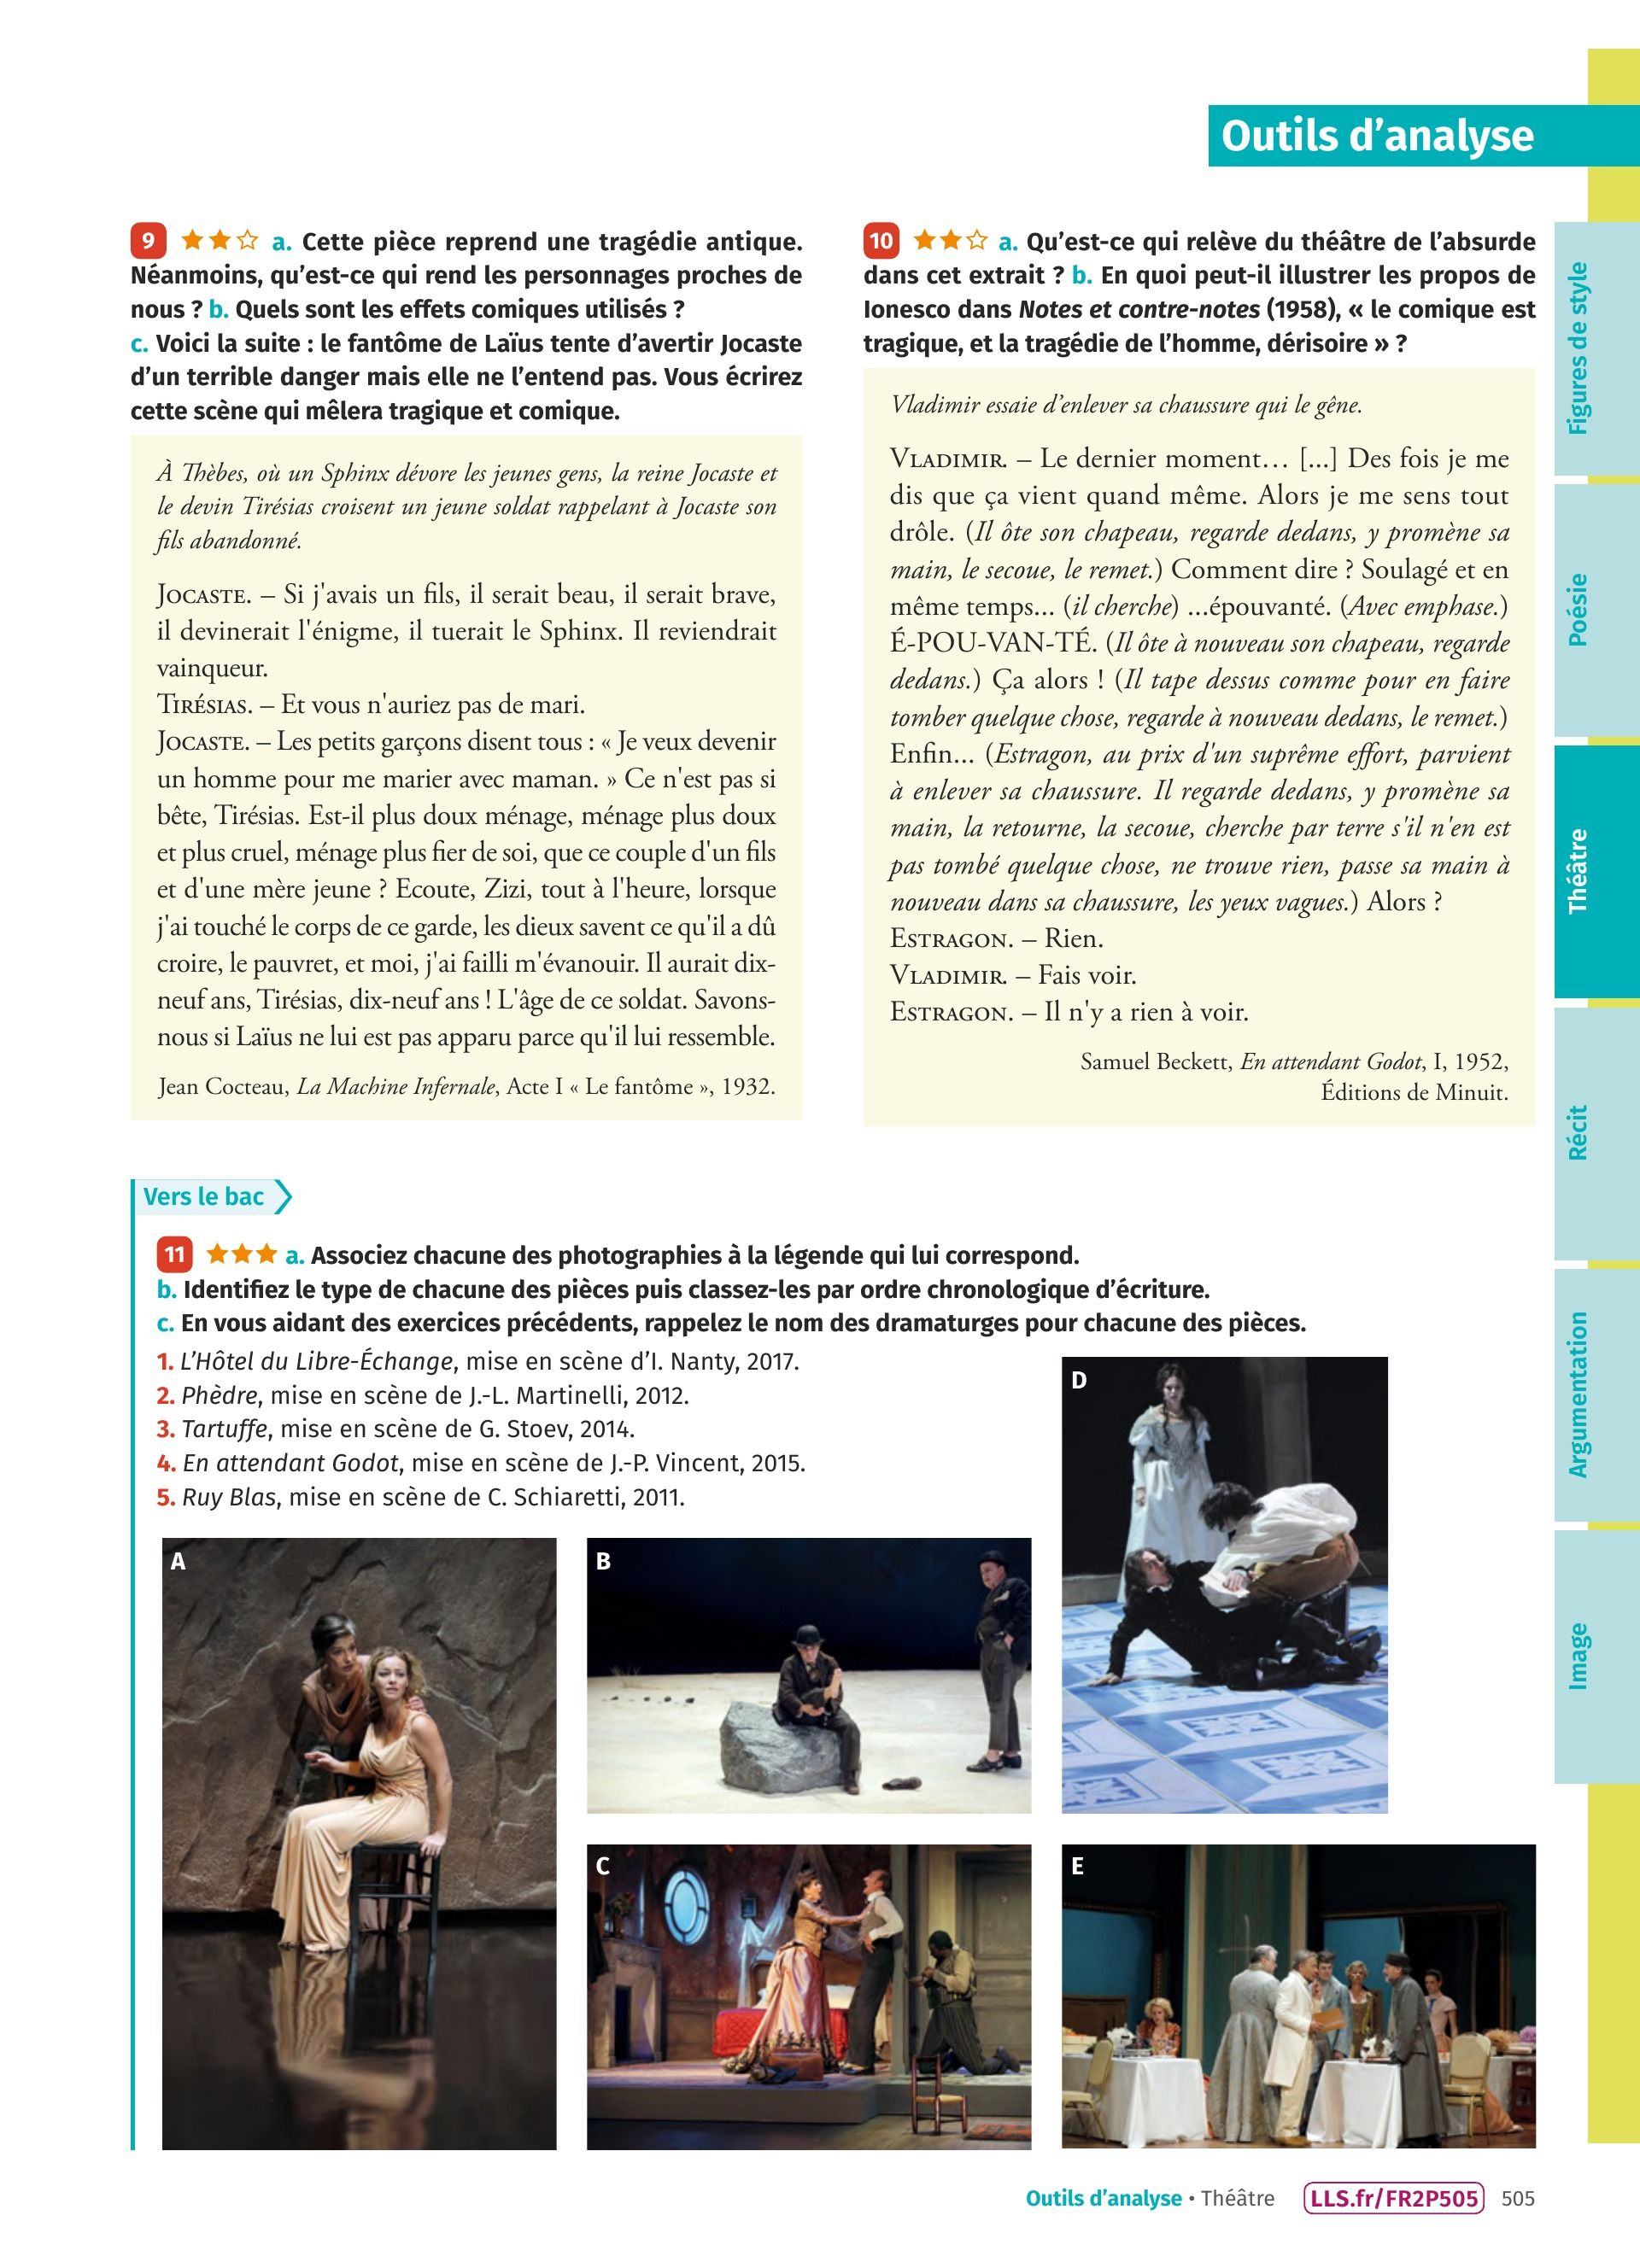 Outils d’analyse
9 ★★☆ a. Cette pièce reprend une tragédie antique.
Néanmoins, qu’est-ce qui rend les personnages proches de
nous ? b. Quels sont les effets comiques utilisés ?
c. Voici la suite : le fantôme de Laïus tente d’avertir Jocaste
d’un terrible danger mais elle ne l’entend pas. Vous écrirez
cette scène qui mêlera tragique et comique.
À Thèbes, où un Sphinx dévore les jeunes gens, la reine Jocaste et
le devin Tirésias croisent un jeune soldat rappelant à Jocaste son
fils abandonné.
JOCASTE. – Si j'avais un fils, il serait beau, il serait brave,
il devinerait l'énigme, il tuerait le Sphinx. Il reviendrait
vainqueur.
TIRÉSIAS. – Et vous n'auriez pas de mari.
JOCASTE. – Les petits garçons disent tous : « Je veux devenir
un homme pour me marier avec maman. » Ce n'est pas si
bête, Tirésias. Est-il plus doux ménage, ménage plus doux
et plus cruel, ménage plus fier de soi, que ce couple d'un fils
et d'une mère jeune ? Ecoute, Zizi, tout à l'heure, lorsque
j'ai touché le corps de ce garde, les dieux savent ce qu'il a dû
croire, le pauvret, et moi, j'ai failli m'évanouir. Il aurait dix-
neuf ans, Tirésias, dix-neuf ans ! L'âge de ce soldat. Savons-
nous si Laïus ne lui est pas apparu parce qu'il lui ressemble.
Jean Cocteau, La Machine Infernale, Acte I « Le fantôme », 1932.
10 ★★☆ a. Qu’est-ce qui relève du théâtre de l’absurde
dans cet extrait ? b. En quoi peut-il illustrer les propos de
Ionesco dans Notes et contre-notes (1958), « le comique est
tragique, et la tragédie de l’homme, dérisoire » ?
Vladimir essaie d’enlever sa chaussure qui le gêne.
VLADIMIR. – Le dernier moment… [...] Des fois je me
dis que ça vient quand même. Alors je me sens tout
drôle. (Il ôte son chapeau, regarde dedans, y promène sa
main, le secoue, le remet.) Comment dire ? Soulagé et en
même temps... (il cherche) ...épouvanté. (Avec emphase.)
É-POU-VAN-TÉ. (Il ôte à nouveau son chapeau, regarde
dedans.) Ça alors ! (Il tape dessus comme pour en faire
tomber quelque chose, regarde à nouveau dedans, le remet.)
Enfin... (Estragon, au prix d'un suprême effort, parvient
à enlever sa chaussure. Il regarde dedans, y promène sa
main, la retourne, la secoue, cherche par terre s'il n'en est
pas tombé quelque chose, ne trouve rien, passe sa main à
nouveau dans sa chaussure, les yeux vagues.) Alors ?
ESTRAGON. – Rien.
VLADIMIR. – Fais voir.
ESTRAGON. – Il n'y a rien à voir.
Samuel Beckett, En attendant Godot, I, 1952,
Éditions de Minuit.
Vers le bac
11 ★★★ a. Associez chacune des photographies à la légende qui lui correspond.
b. Identifiez le type de chacune des pièces puis classez-les par ordre chronologique d’écriture.
c. En vous aidant des exercices précédents, rappelez le nom des dramaturges pour chacune des pièces.
1. L’Hôtel du Libre-Échange, mise en scène d’I. Nanty, 2017.
2. Phèdre, mise en scène de J.-L. Martinelli, 2012.
3. Tartuffe, mise en scène de G. Stoev, 2014.
4. En attendant Godot, mise en scène de J.-P. Vincent, 2015.
5. Ruy Blas, mise en scène de C. Schiaretti, 2011.
A
B
C
D
E
Figures de style
Poésie
Théâtre
Récit
Argumentation
Image
Outils d’analyse • Théâtre LLS.fr/FR2P505 505